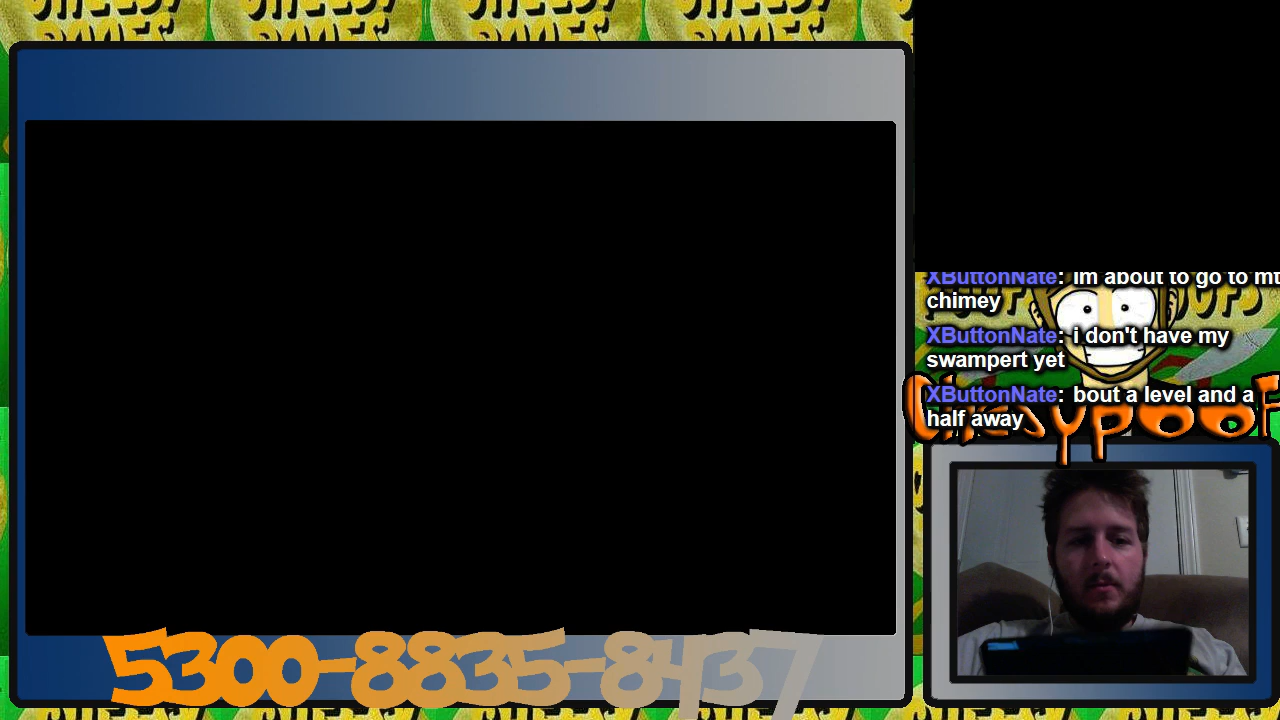 XButtonNate: im about to go to mt
chimey
XButtonNate: i don't have my
swampert yet
XButtonNate: bout a level and a
half away
5300-8835-8437